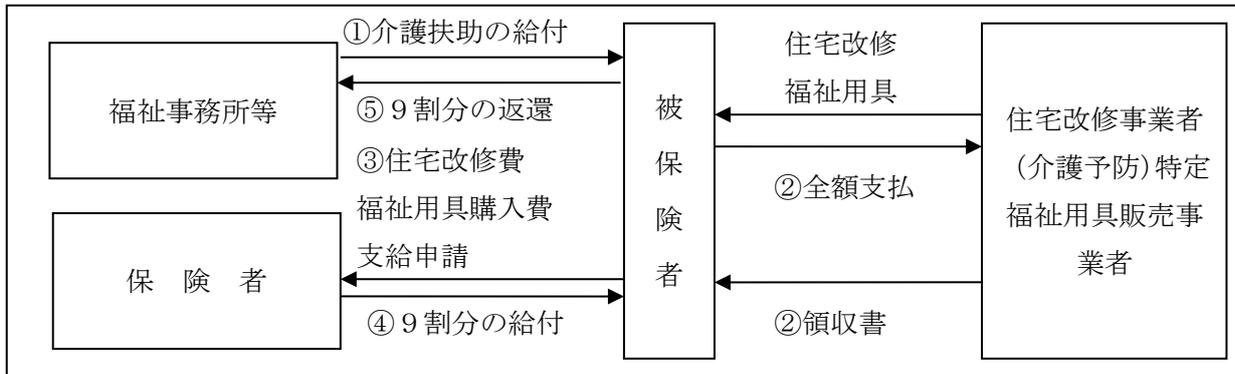 ①介護扶助の給付
福祉事務所等
⑤９割分の返還
③住宅改修費
福祉用具購入費
支給申請
保　険　者
④９割分の給付
被
保
険
者
住宅改修
福祉用具
②全額支払
②領収書
住宅改修事業者
（介護予防）特定
福祉用具販売事
業者